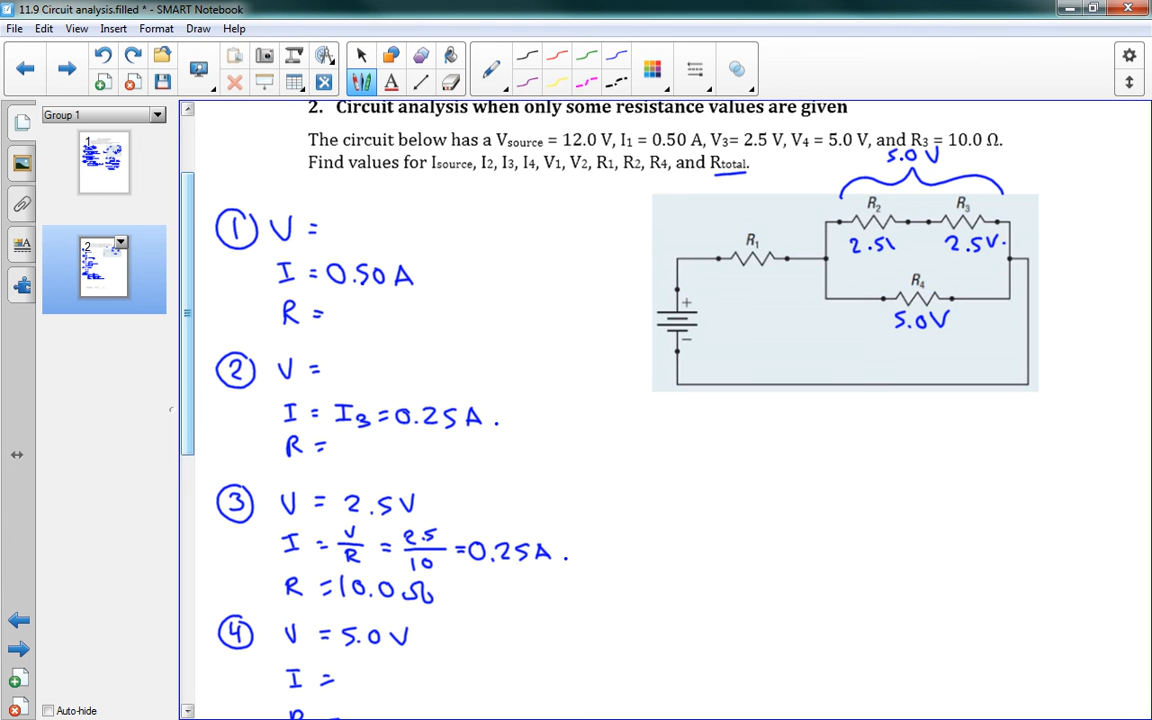 11.9 Circuit analysis.filled * - SMART Notebook
File Edit View Insert Format Draw Help
Group 1
1
2
Auto-hide
2. Circuit analysis when only some resistance values are given
The circuit below has a Vsource = 12.0 V, I1 = 0.50 A, V3= 2.5 V, V4 = 5.0 V, and R3 = 10.0 Ω.
Find values for Isource, I2, I3, I4, V1, V2, R1, R2, R4, and Rtotal.
5.0 V
R2
R3
2.5V
2.5V.
R1
R4
5.0V
+
−
① V =
I = 0.50 A
R =
② V =
I = I3 = 0.25 A.
R =
③ V = 2.5 V
I = V/R = 2.5/10 = 0.25 A.
R = 10.0 Ω
④ V = 5.0 V
I =